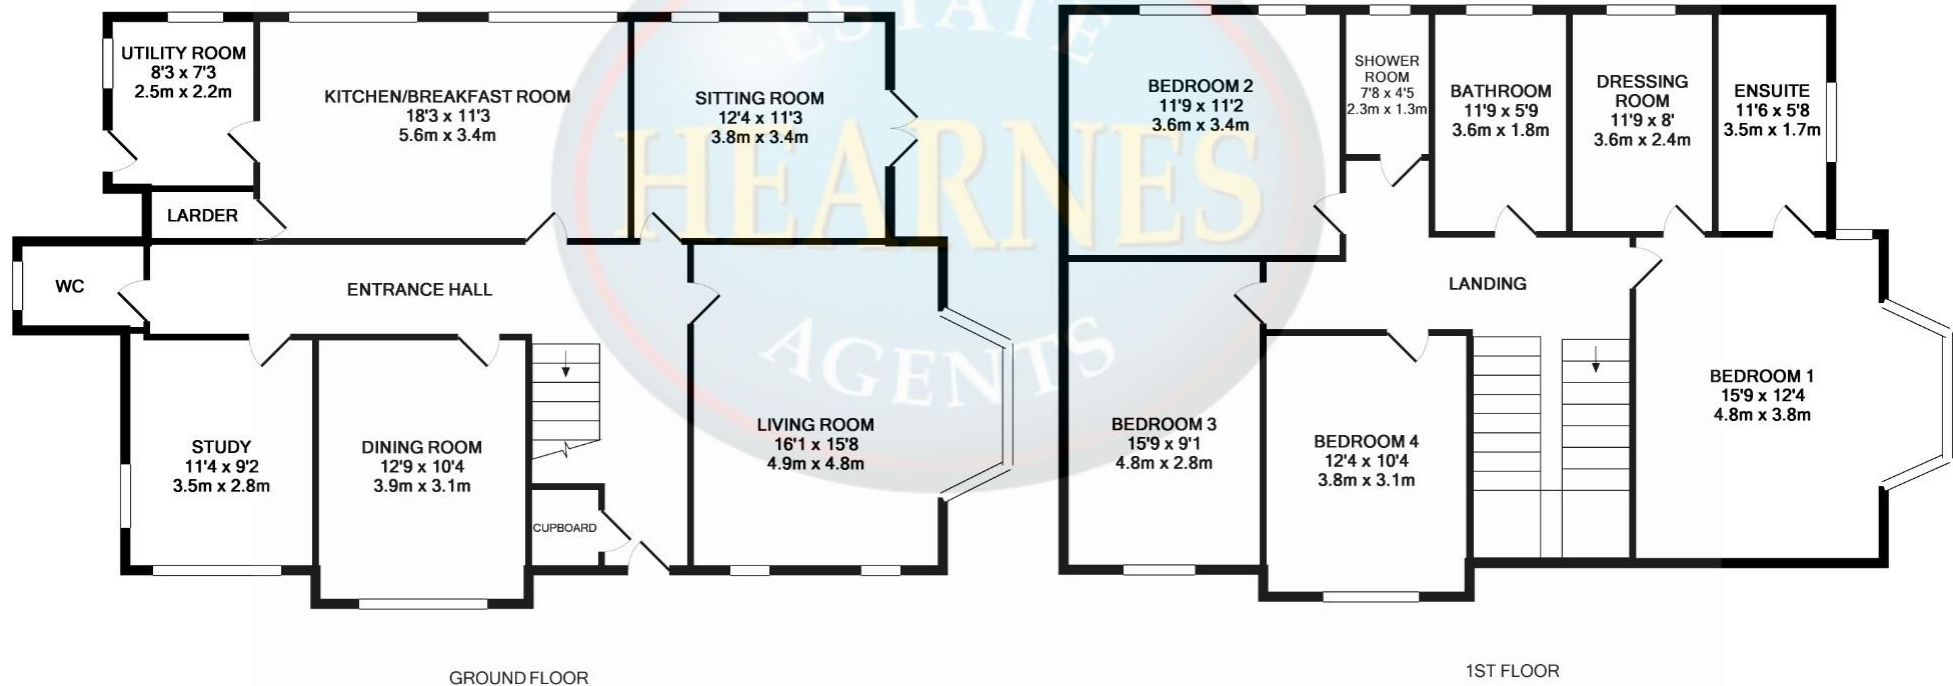 UTILITY ROOM
8'3 x 7'3
2.5m x 2.2m
KITCHEN/BREAKFAST ROOM
18'3 x 11'3
5.6m x 3.4m
SITTING ROOM
12'4 x 11'3
3.8m x 3.4m
LARDER
WC
ENTRANCE HALL
STUDY
11'4 x 9'2
3.5m x 2.8m
DINING ROOM
12'9 x 10'4
3.9m x 3.1m
CUPBOARD
LIVING ROOM
16'1 x 15'8
4.9m x 4.8m
GROUND FLOOR
ESTATE
HEARNES
AGENTS
BEDROOM 2
11'9 x 11'2
3.6m x 3.4m
SHOWER
ROOM
7'8 x 4'5
2.3m x 1.3m
BATHROOM
11'9 x 5'9
3.6m x 1.8m
DRESSING
ROOM
11'9 x 8'
3.6m x 2.4m
ENSUITE
11'6 x 5'8
3.5m x 1.7m
LANDING
BEDROOM 3
15'9 x 9'1
4.8m x 2.8m
BEDROOM 4
12'4 x 10'4
3.8m x 3.1m
BEDROOM 1
15'9 x 12'4
4.8m x 3.8m
1ST FLOOR